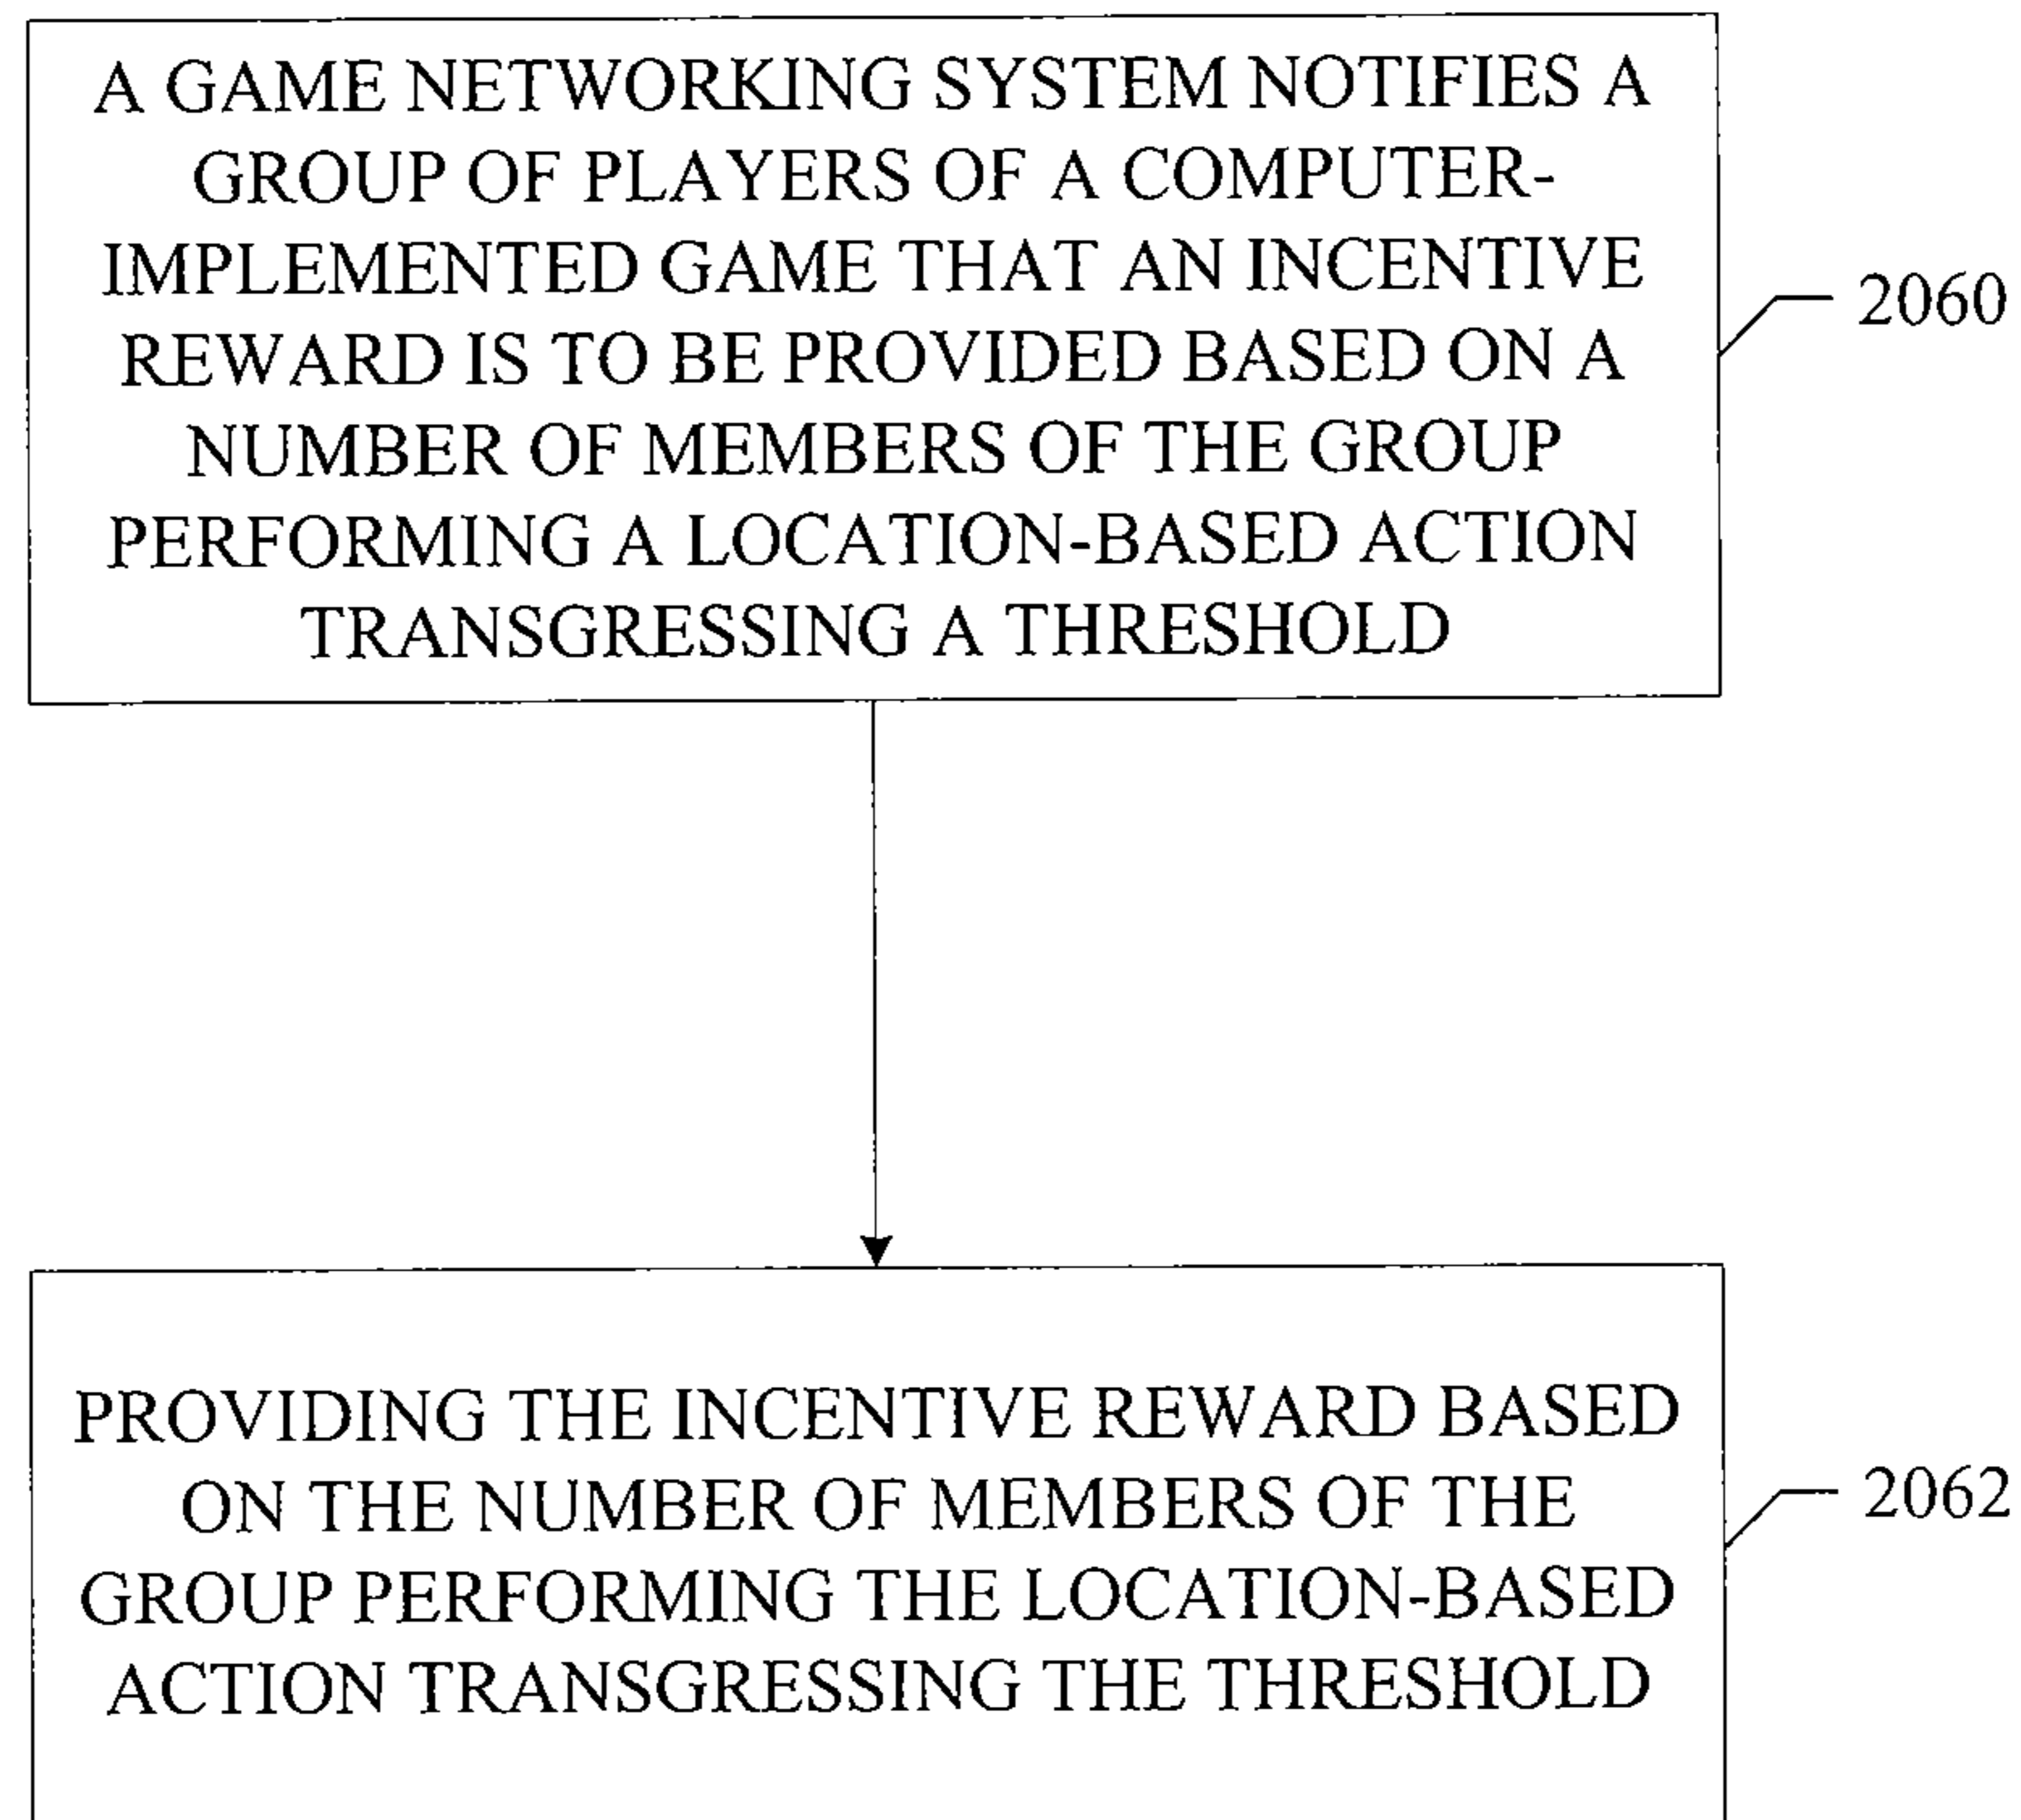 A GAME NETWORKING SYSTEM NOTIFIES A
GROUP OF PLAYERS OF A COMPUTER-
IMPLEMENTED GAME THAT AN INCENTIVE
REWARD IS TO BE PROVIDED BASED ON A
NUMBER OF MEMBERS OF THE GROUP
PERFORMING A LOCATION-BASED ACTION
TRANSGRESSING A THRESHOLD
2060
PROVIDING THE INCENTIVE REWARD BASED
ON THE NUMBER OF MEMBERS OF THE
GROUP PERFORMING THE LOCATION-BASED
ACTION TRANSGRESSING THE THRESHOLD
2062